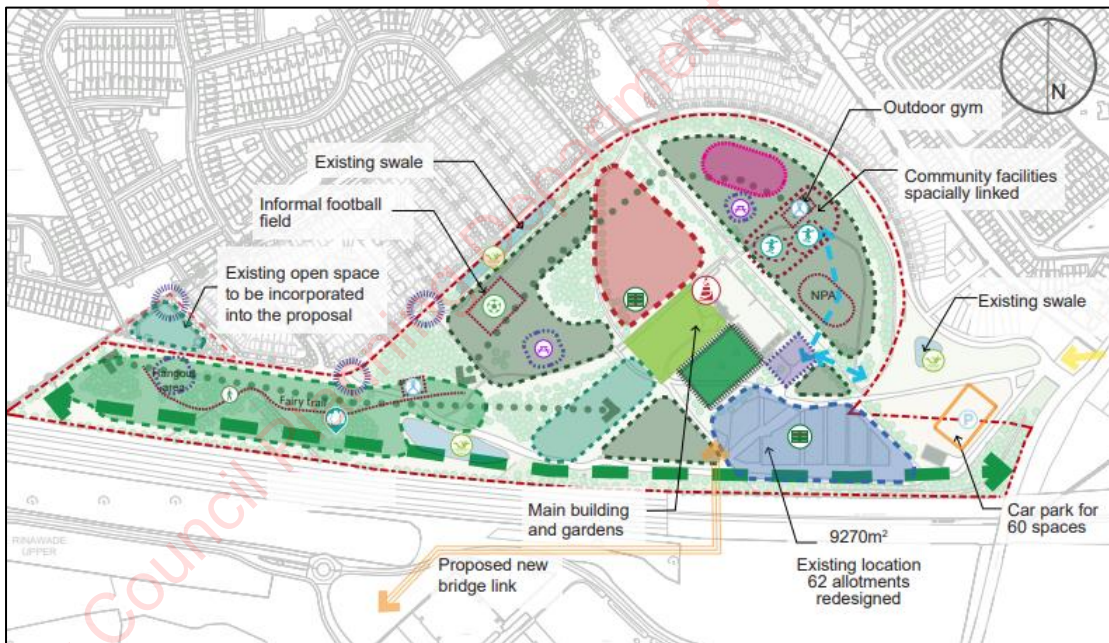 N
Outdoor gym
Existing swale
Community facilities
spacially linked
Informal football
field
Existing open space
to be incorporated
into the proposal
NPA
Existing swale
Hangout
area
Fairy trail
P
Main building
and gardens
Car park for
60 spaces
9270m²
Existing location
62 allotments
redesigned
RINAWADE
UPPER
Proposed new
bridge link